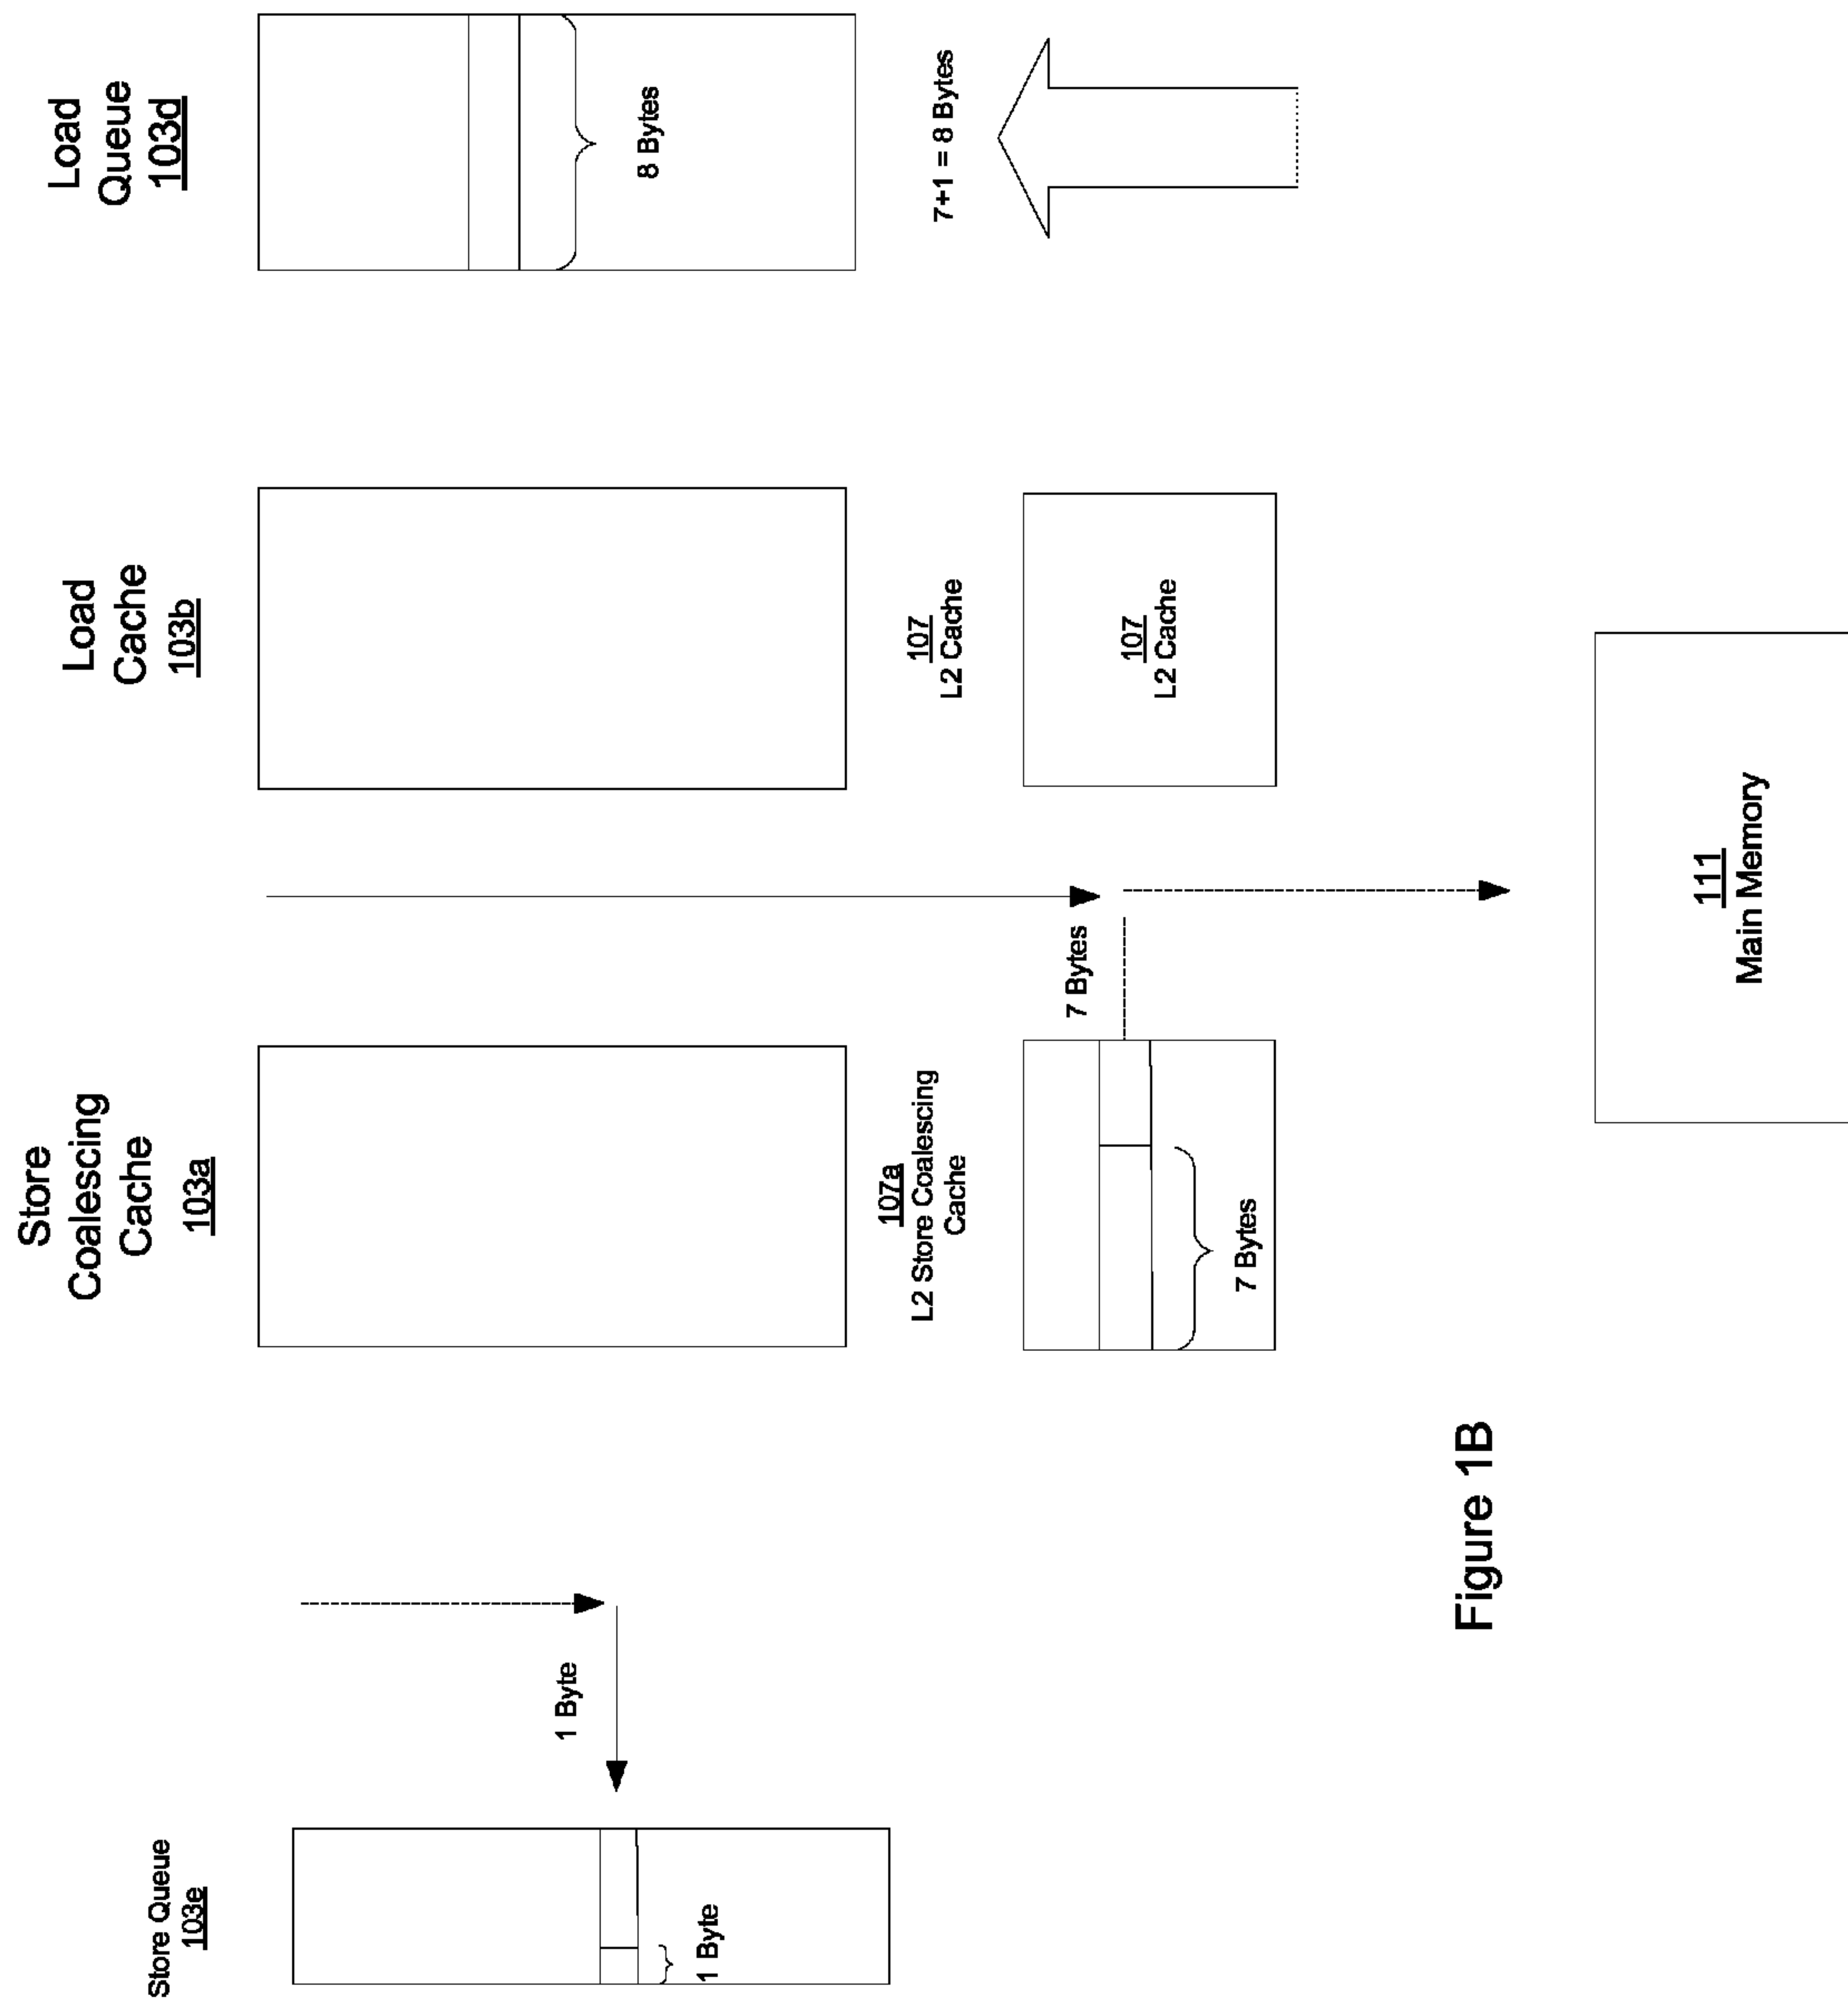 Store Queue
103e
1 Byte
1 Byte
Store
Coalescing
Cache
103a
Load
Cache
103b
Load
Queue
103d
8 Bytes
107a
L2 Store Coalescing
Cache
7 Bytes
7 Bytes
107
L2 Cache
107
L2 Cache
7+1 = 8 Bytes
111
Main Memory
Figure 1B